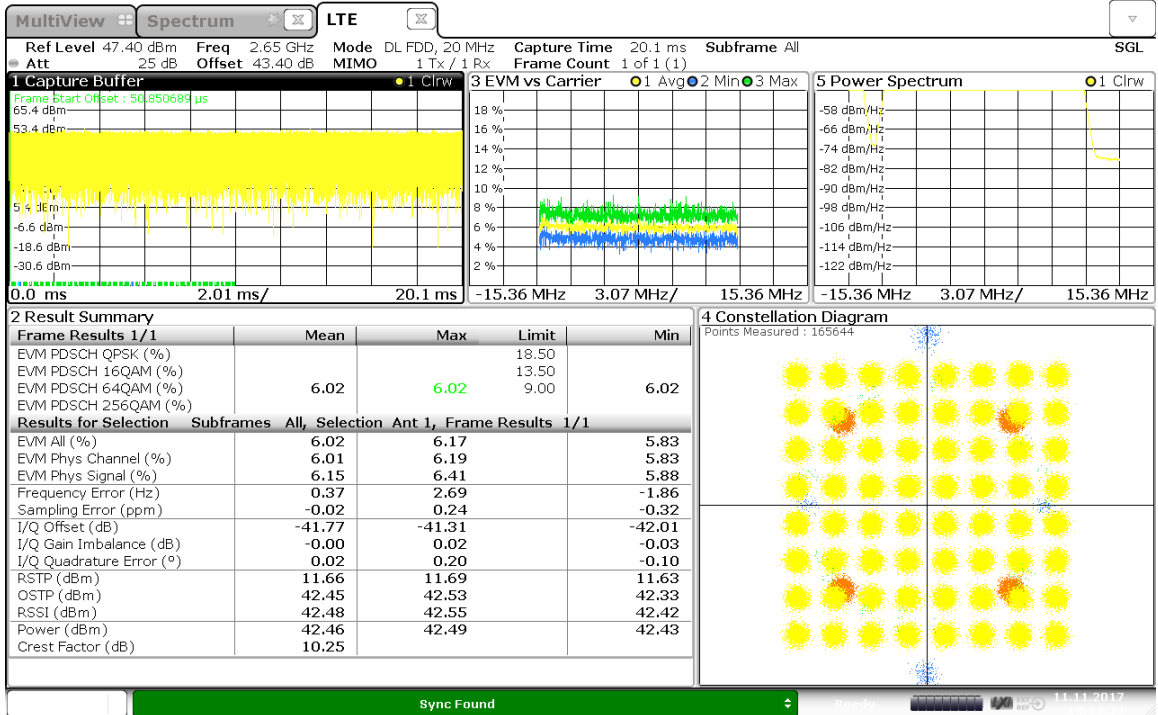 MultiView Spectrum LTE
Ref Level 47.40 dBm Freq 2.65 GHz Mode DL FDD, 20 MHz Capture Time 20.1 ms Subframe All SGL
Att 25 dB Offset 43.40 dB MIMO 1 Tx / 1 Rx Frame Count 1 of 1 (1)
1 Capture Buffer 1 Clrw
Frame Start Offset : 50.850689 µs
65.4 dBm
53.4 dBm
5.4 dBm
-6.6 dBm
-18.6 dBm
-30.6 dBm
0.0 ms 2.01 ms/ 20.1 ms
3 EVM vs Carrier 1 Avg 2 Min 3 Max
18 %
16 %
14 %
12 %
10 %
8 %
6 %
4 %
2 %
-15.36 MHz 3.07 MHz/ 15.36 MHz
5 Power Spectrum 1 Clrw
-58 dBm/Hz
-66 dBm/Hz
-74 dBm/Hz
-82 dBm/Hz
-90 dBm/Hz
-98 dBm/Hz
-106 dBm/Hz
-114 dBm/Hz
-122 dBm/Hz
-15.36 MHz 3.07 MHz/ 15.36 MHz
2 Result Summary
Frame Results 1/1 Mean Max Limit Min
EVM PDSCH QPSK (%) 18.50
EVM PDSCH 16QAM (%) 13.50
EVM PDSCH 64QAM (%) 6.02 6.02 9.00 6.02
EVM PDSCH 256QAM (%)
Results for Selection Subframes All, Selection Ant 1, Frame Results 1/1
EVM All (%) 6.02 6.17 5.83
EVM Phys Channel (%) 6.01 6.19 5.83
EVM Phys Signal (%) 6.15 6.41 5.88
Frequency Error (Hz) 0.37 2.69 -1.86
Sampling Error (ppm) -0.02 0.24 -0.32
I/Q Offset (dB) -41.77 -41.31 -42.01
I/Q Gain Imbalance (dB) -0.00 0.02 -0.03
I/Q Quadrature Error (º) 0.02 0.20 -0.10
RSTP (dBm) 11.66 11.69 11.63
OSTP (dBm) 42.45 42.53 42.33
RSSI (dBm) 42.48 42.55 42.42
Power (dBm) 42.46 42.49 42.43
Crest Factor (dB) 10.25
4 Constellation Diagram
Points Measured : 165644
Sync Found Ready LXI EXT REF 11.11.2017